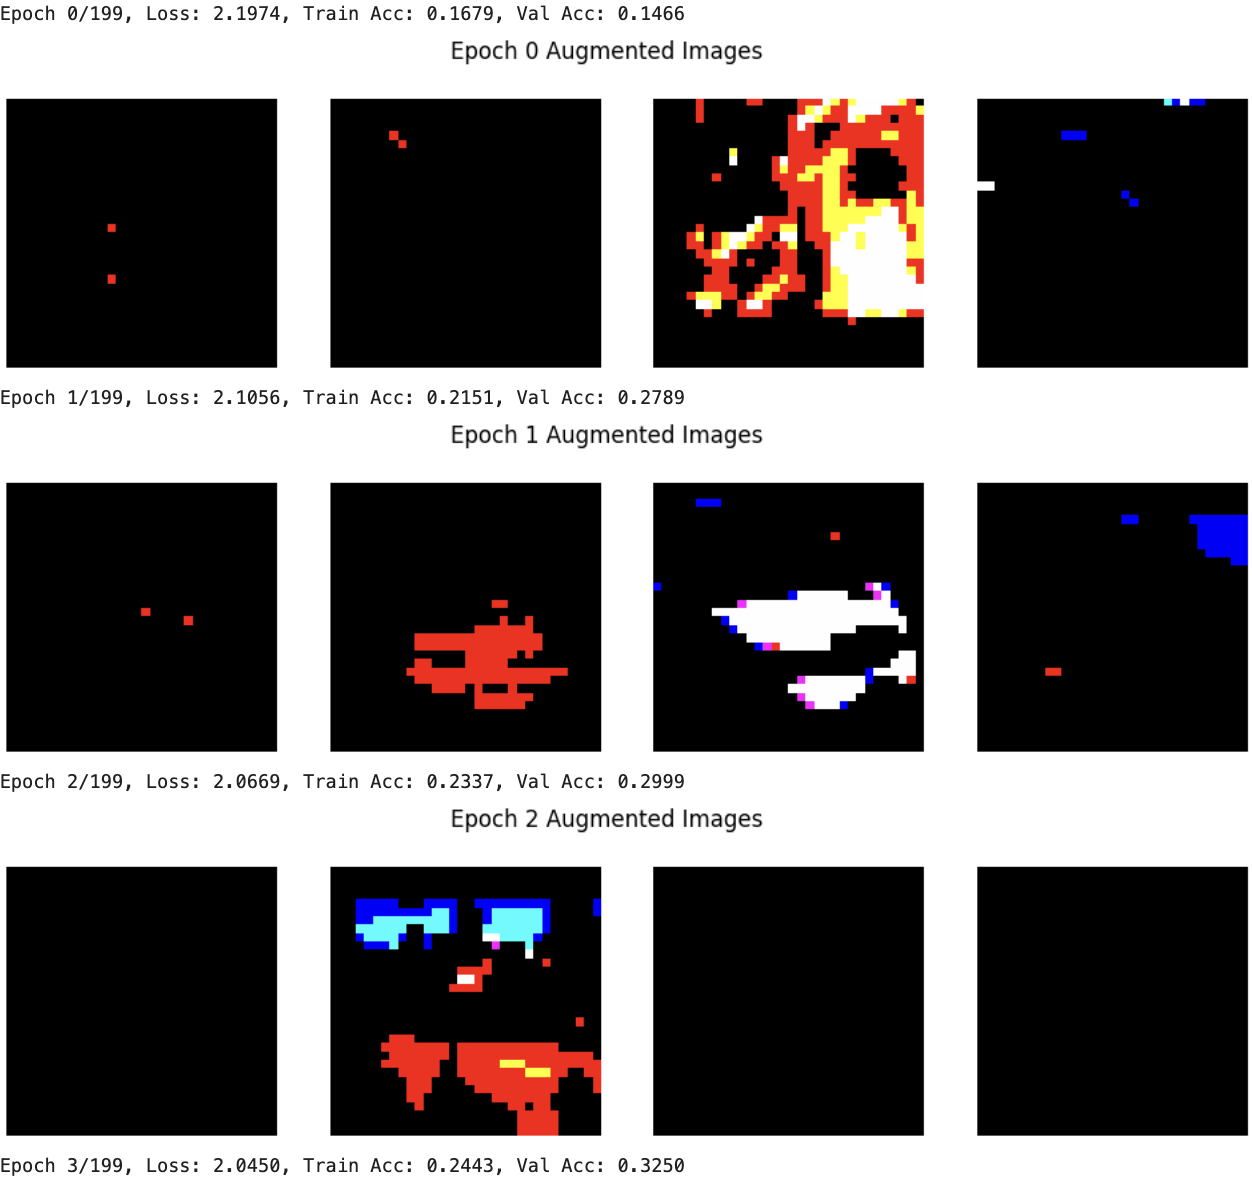 Epoch 0/199, Loss: 2.1974, Train Acc: 0.1679, Val Acc: 0.1466
Epoch 0 Augmented Images
Epoch 1/199, Loss: 2.1056, Train Acc: 0.2151, Val Acc: 0.2789
Epoch 1 Augmented Images
Epoch 2/199, Loss: 2.0669, Train Acc: 0.2337, Val Acc: 0.2999
Epoch 2 Augmented Images
Epoch 3/199, Loss: 2.0450, Train Acc: 0.2443, Val Acc: 0.3250